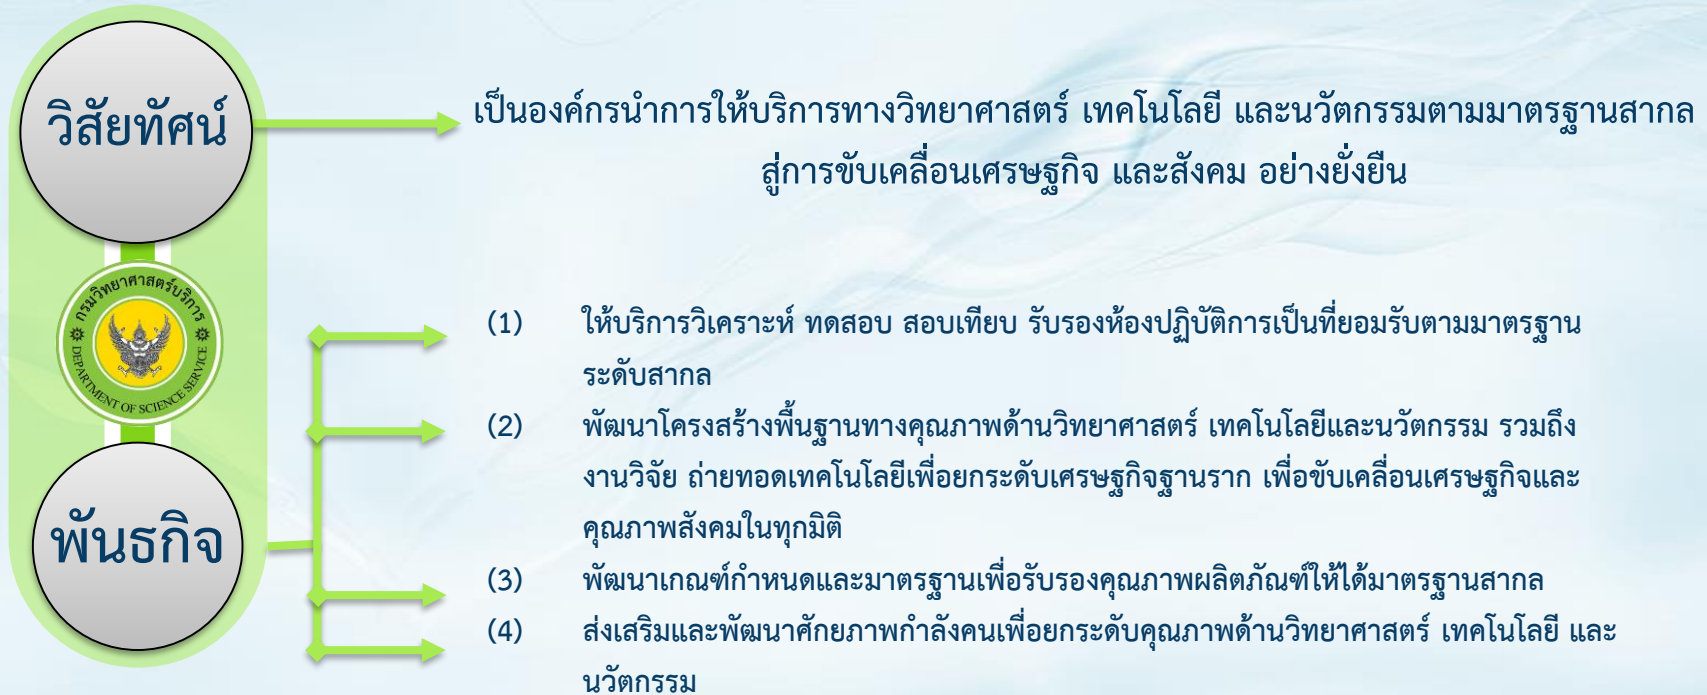 วิสัยทัศน์
เป็นองค์กรนำการให้บริการทางวิทยาศาสตร์ เทคโนโลยี และนวัตกรรมตามมาตรฐานสากล
สู่การขับเคลื่อนเศรษฐกิจ และสังคม อย่างยั่งยืน
กรมวิทยาศาสตร์บริการ
DEPARTMENT OF SCIENCE SERVICE
พันธกิจ
(1) ให้บริการวิเคราะห์ ทดสอบ สอบเทียบ รับรองห้องปฏิบัติการเป็นที่ยอมรับตามมาตรฐาน
ระดับสากล
(2) พัฒนาโครงสร้างพื้นฐานทางคุณภาพด้านวิทยาศาสตร์ เทคโนโลยีและนวัตกรรม รวมถึง
งานวิจัย ถ่ายทอดเทคโนโลยีเพื่อยกระดับเศรษฐกิจฐานราก เพื่อขับเคลื่อนเศรษฐกิจและ
คุณภาพสังคมในทุกมิติ
(3) พัฒนาเกณฑ์กำหนดและมาตรฐานเพื่อรับรองคุณภาพผลิตภัณฑ์ให้ได้มาตรฐานสากล
(4) ส่งเสริมและพัฒนาศักยภาพกำลังคนเพื่อยกระดับคุณภาพด้านวิทยาศาสตร์ เทคโนโลยี และ
นวัตกรรม